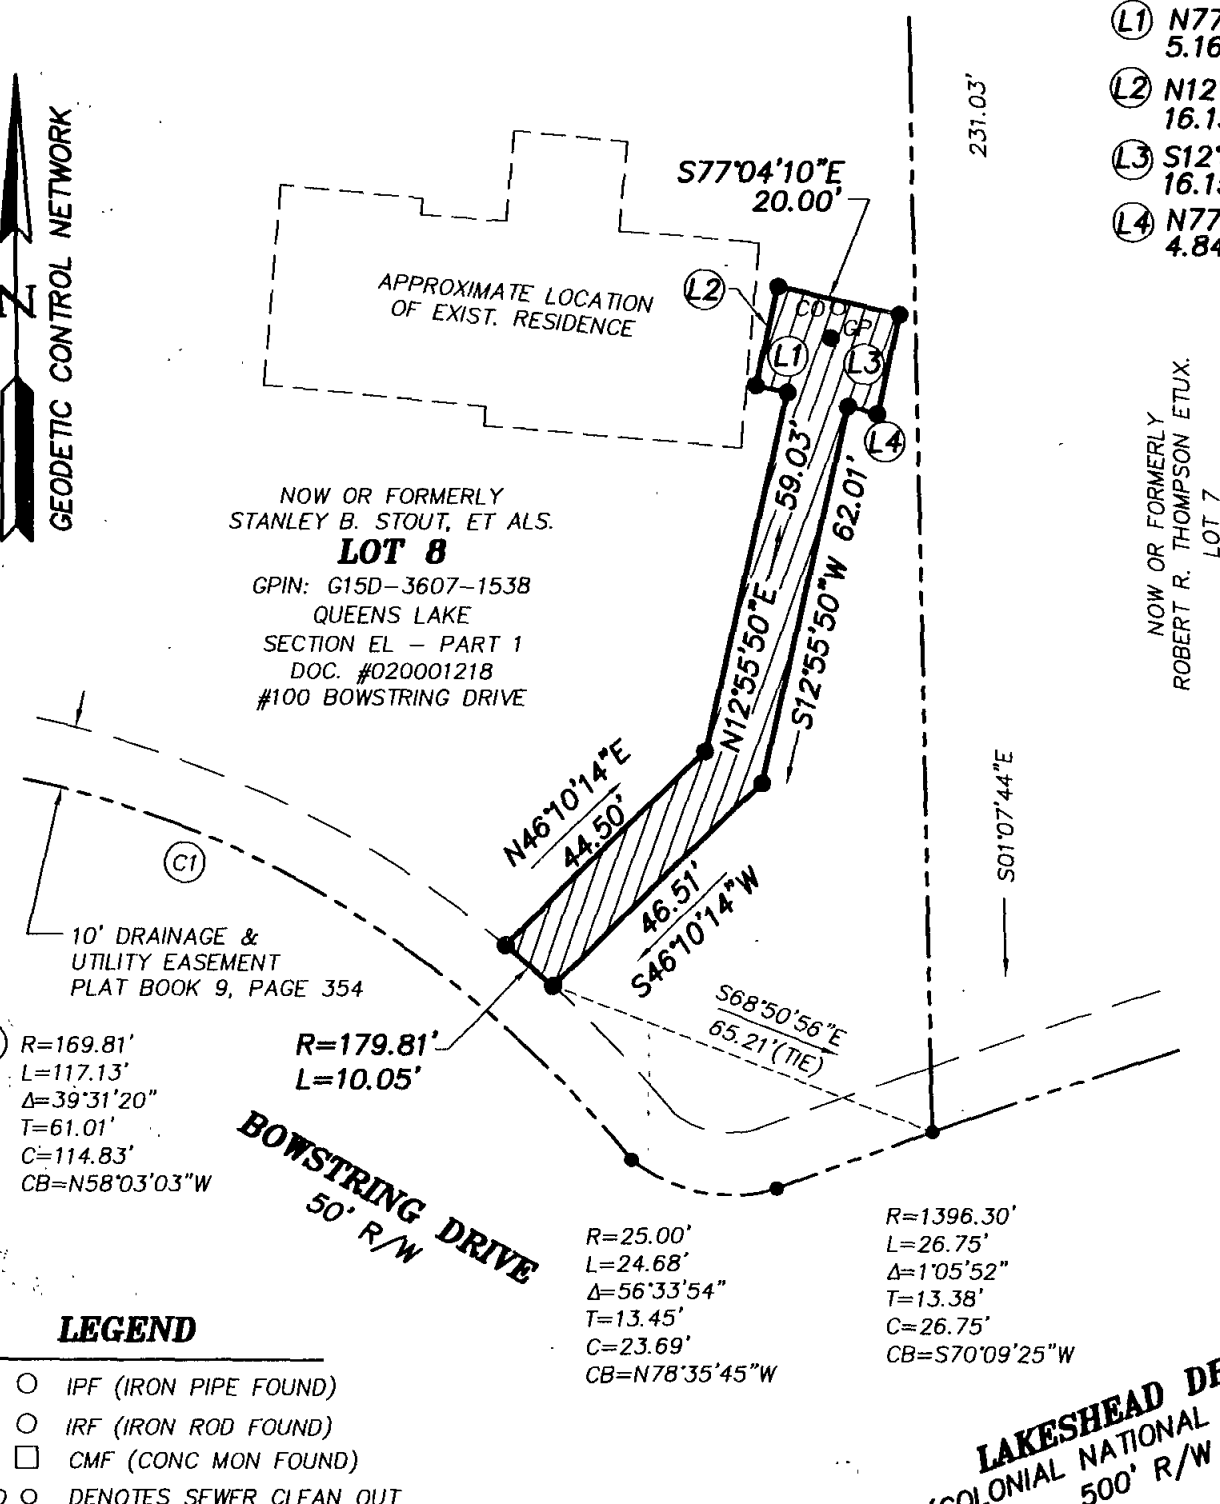 L1 N77
5.16
L2 N12
16.1
L3 S12°
16.1
L4 N77
4.84
N
GEODETIC CONTROL NETWORK
231.03'
S77°04'10"E
20.00'
L2
APPROXIMATE LOCATION
OF EXIST. RESIDENCE
CO
GP
L1
L3
L4
NOW OR FORMERLY
ROBERT R. THOMPSON ETUX.
LOT 7
NOW OR FORMERLY
STANLEY B. STOUT, ET ALS.
LOT 8
GPIN: G15D-3607-1538
QUEENS LAKE
SECTION EL - PART 1
DOC. #020001218
#100 BOWSTRING DRIVE
N12°55'50"E 59.03'
S12°55'50"W 62.01'
N46°10'14"E
44.50'
46.51'
S46°10'14"W
S01°07'44"E
C1
10' DRAINAGE &
UTILITY EASEMENT
PLAT BOOK 9, PAGE 354
S68°50'56"E
65.21'(TIE)
R=169.81'
L=117.13'
Δ=39°31'20"
T=61.01'
C=114.83'
CB=N58°03'03"W
R=179.81'
L=10.05'
BOWSTRING DRIVE
50' R/W
R=25.00'
L=24.68'
Δ=56°33'54"
T=13.45'
C=23.69'
CB=N78°35'45"W
R=1396.30'
L=26.75'
Δ=1°05'52"
T=13.38'
C=26.75'
CB=S70°09'25"W
LEGEND
IPF (IRON PIPE FOUND)
IRF (IRON ROD FOUND)
CMF (CONC MON FOUND)
DENOTES SEWER CLEAN OUT
LAKESHEAD
(COLONIAL NATIONAL
500' R/W